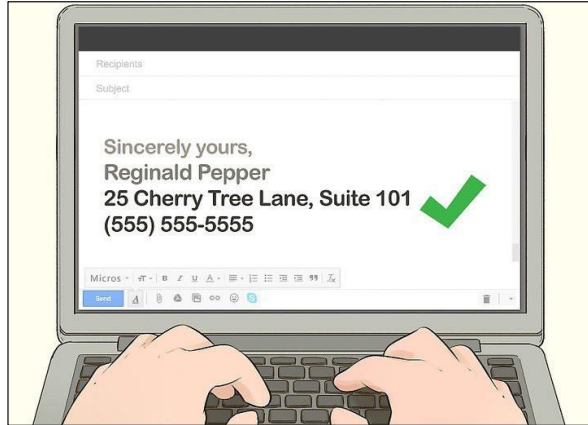 Recipients
Subject
Sincerely yours,
Reginald Pepper
25 Cherry Tree Lane, Suite 101
(555) 555-5555
Micros
B I U A
Send A